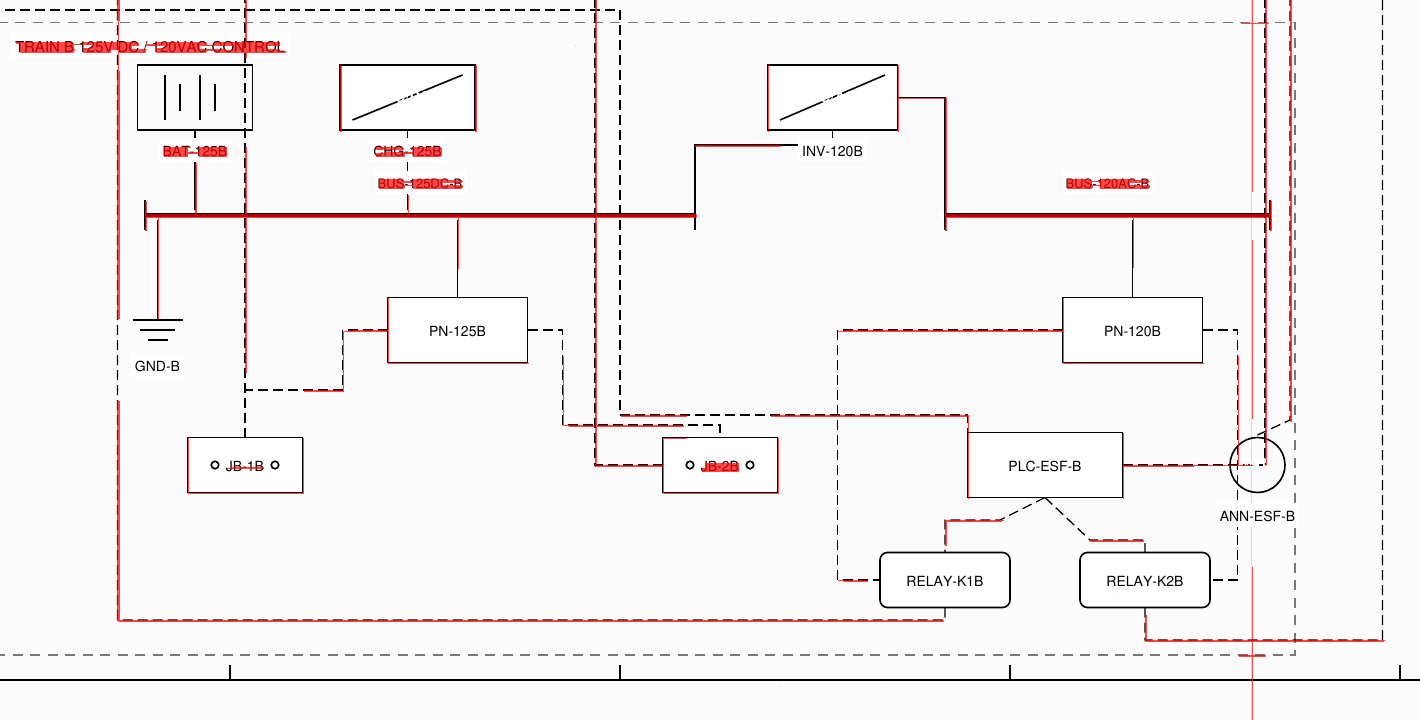 TRAIN B 125V DC / 120VAC CONTROL
BAT-125B
CHG-125B
INV-120B
BUS-125DC-B
BUS-120AC-B
PN-125B
PN-120B
GND-B
JB-1B
JB-2B
PLC-ESF-B
ANN-ESF-B
RELAY-K1B
RELAY-K2B